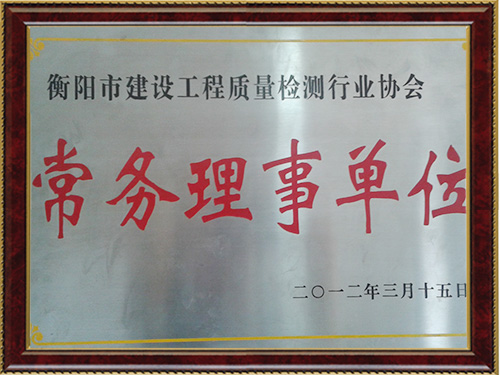 衡阳市建设工程质量检测行业协会
常务理事单位
二〇一二年三月十五日